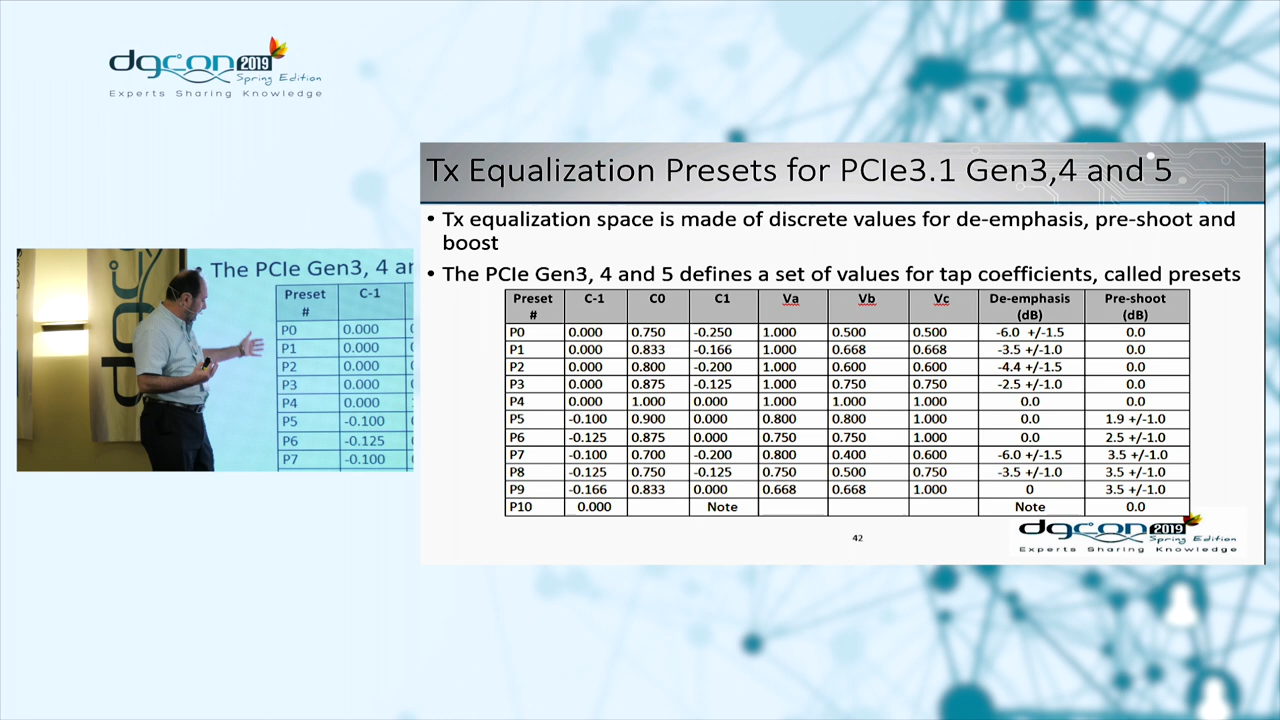 dgcon 2019
Spring Edition
Experts Sharing Knowledge
Tx Equalization Presets for PCIe3.1 Gen3,4 and 5
• Tx equalization space is made of discrete values for de-emphasis, pre-shoot and
boost
• The PCIe Gen3, 4 and 5 defines a set of values for tap coefficients, called presets
Preset # C-1 C0 C1 Va Vb Vc De-emphasis (dB) Pre-shoot (dB)
P0 0.000 0.750 -0.250 1.000 0.500 0.500 -6.0 +/-1.5 0.0
P1 0.000 0.833 -0.166 1.000 0.668 0.668 -3.5 +/-1.0 0.0
P2 0.000 0.800 -0.200 1.000 0.600 0.600 -4.4 +/-1.5 0.0
P3 0.000 0.875 -0.125 1.000 0.750 0.750 -2.5 +/-1.0 0.0
P4 0.000 1.000 0.000 1.000 1.000 1.000 0.0 0.0
P5 -0.100 0.900 0.000 0.800 0.800 1.000 0.0 1.9 +/-1.0
P6 -0.125 0.875 0.000 0.750 0.750 1.000 0.0 2.5 +/-1.0
P7 -0.100 0.700 -0.200 0.800 0.400 0.600 -6.0 +/-1.5 3.5 +/-1.0
P8 -0.125 0.750 -0.125 0.750 0.500 0.750 -3.5 +/-1.0 3.5 +/-1.0
P9 -0.166 0.833 0.000 0.668 0.668 1.000 0 3.5 +/-1.0
P10 0.000 Note Note 0.0
42
dgcon 2019
Spring Edition
Experts Sharing Knowledge
• The PCIe Gen3, 4 ar
Preset # C-1
P0 0.000
P1 0.000
P2 0.000
P3 0.000
P4 0.000
P5 -0.100
P6 -0.125
P7 -0.100